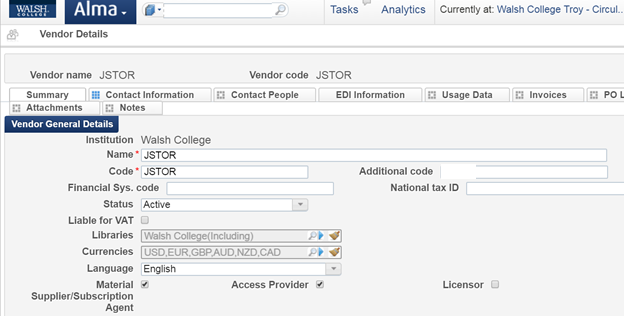 WALSH COLLEGE Alma Tasks Analytics Currently at: Walsh College Troy - Circul..
Vendor Details
Vendor name JSTOR Vendor code JSTOR
Summary Contact Information Contact People EDI Information Usage Data Invoices PO L
Attachments Notes
Vendor General Details
Institution Walsh College
Name * JSTOR
Code * JSTOR Additional code
Financial Sys. code National tax ID
Status Active
Liable for VAT
Libraries Walsh College(Including)
Currencies USD,EUR,GBP,AUD,NZD,CAD
Language English
Material Access Provider Licensor
Supplier/Subscription
Agent